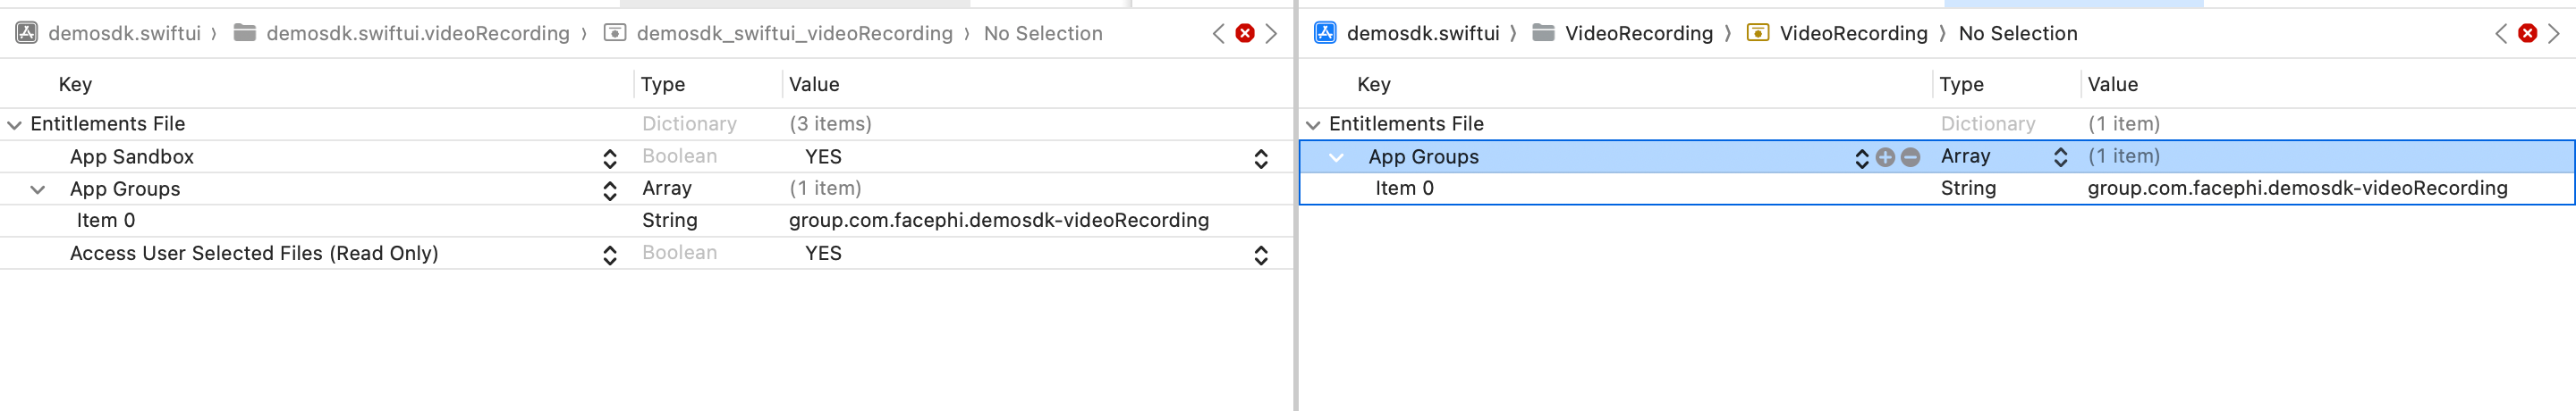 demosdk.swiftui › demosdk.swiftui.videoRecording › demosdk_swiftui_videoRecording › No Selection
Key Type Value
Entitlements File Dictionary (3 items)
App Sandbox Boolean YES
App Groups Array (1 item)
Item 0 String group.com.facephi.demosdk-videoRecording
Access User Selected Files (Read Only) Boolean YES
demosdk.swiftui › VideoRecording › VideoRecording › No Selection
Key Type Value
Entitlements File Dictionary (1 item)
App Groups Array (1 item)
Item 0 String group.com.facephi.demosdk-videoRecording